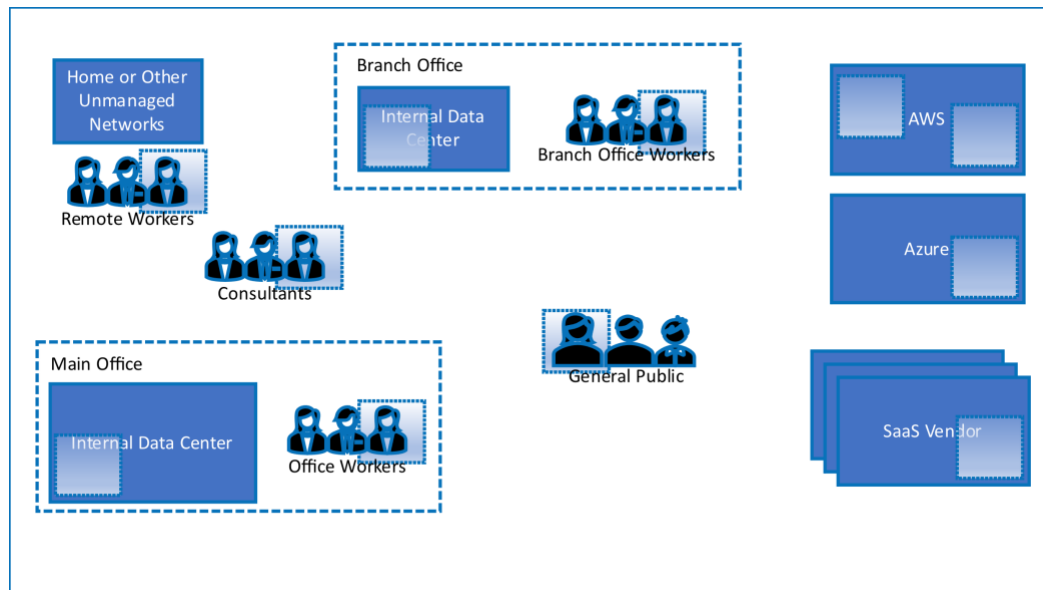 Home or Other
Unmanaged
Networks
Remote Workers
Consultants
Branch Office
Internal Data
Center
Branch Office Workers
AWS
Azure
General Public
Main Office
Internal Data Center
Office Workers
SaaS Vendor